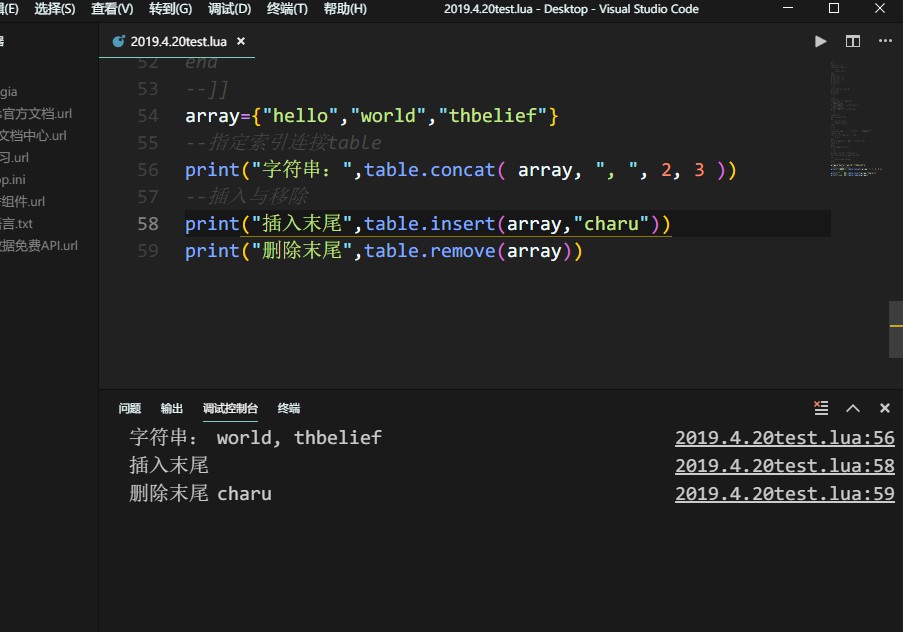 (E) 选择(S) 查看(V) 转到(G) 调试(D) 终端(T) 帮助(H) 2019.4.20test.lua - Desktop - Visual Studio Code
2019.4.20test.lua ×
gia
官方文档.url
文档中心.url
习.url
p.ini
组件.url
言.txt
据免费API.url
52 end
53 --]]
54 array={"hello","world","thbelief"}
55 --指定索引连接table
56 print("字符串：",table.concat( array, ", ", 2, 3 ))
57 --插入与移除
58 print("插入末尾",table.insert(array,"charu"))
59 print("删除末尾",table.remove(array))
问题 输出 调试控制台 终端
字符串： world, thbelief 2019.4.20test.lua:56
插入末尾 2019.4.20test.lua:58
删除末尾 charu 2019.4.20test.lua:59